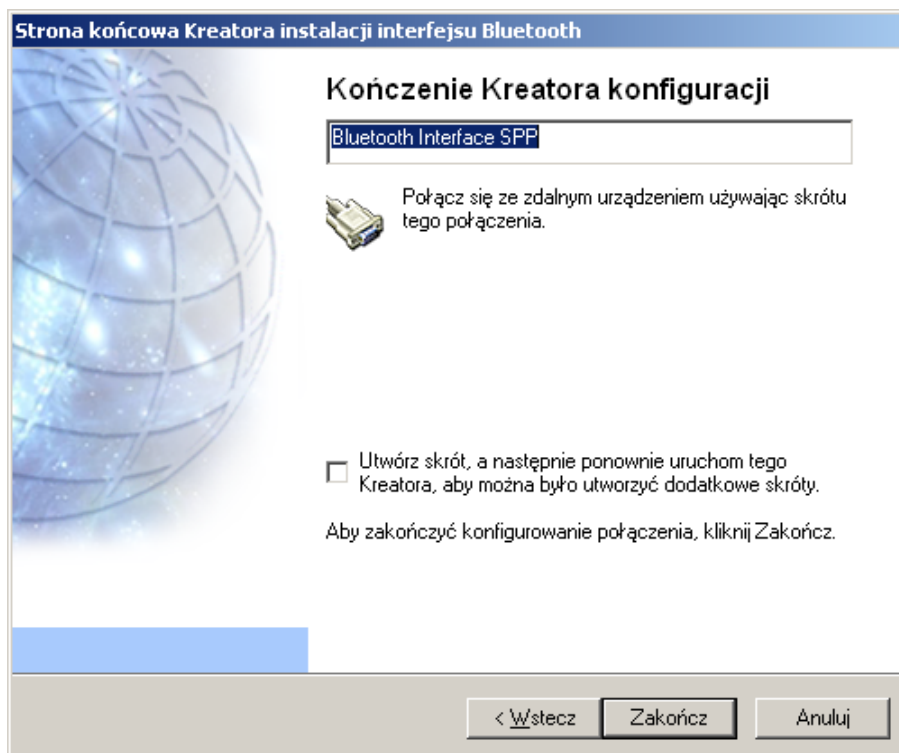 Strona końcowa Kreatora instalacji interfejsu Bluetooth
Kończenie Kreatora konfiguracji
Bluetooth Interface SPP
Połącz się ze zdalnym urządzeniem używając skrótu
tego połączenia.
Utwórz skrót, a następnie ponownie uruchom tego
Kreatora, aby można było utworzyć dodatkowe skróty.
Aby zakończyć konfigurowanie połączenia, kliknij Zakończ.
< Wstecz
Zakończ
Anuluj